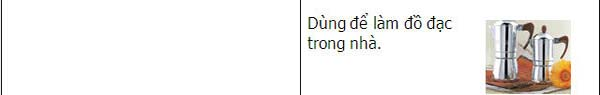 Dùng để làm đồ đạc
trong nhà.